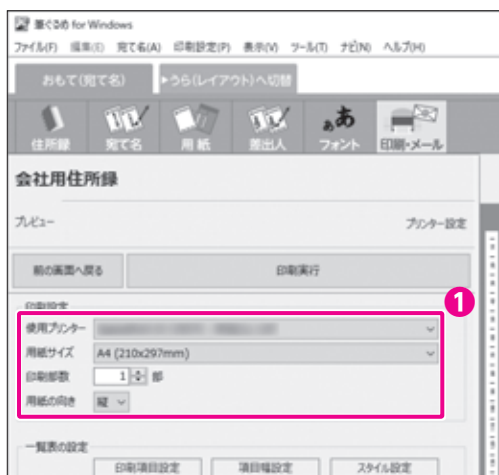 筆ぐるめ for Windows
ファイル(F) 編集(E) 宛て名(A) 印刷設定(P) 表示(V) ツール(T) ナビ(N) ヘルプ(H)
おもて(宛て名) ▶うら(レイアウト)へ切替
住所録 宛て名 用紙 差出人 フォント 印刷・メール
会社用住所録
プレビュー プリンター設定
前の画面へ戻る 印刷実行
印刷設定
1
使用プリンター
用紙サイズ A4 (210x297mm)
印刷部数 1 部
用紙の向き 縦
一覧表の設定
印刷項目設定 項目幅設定 スタイル設定